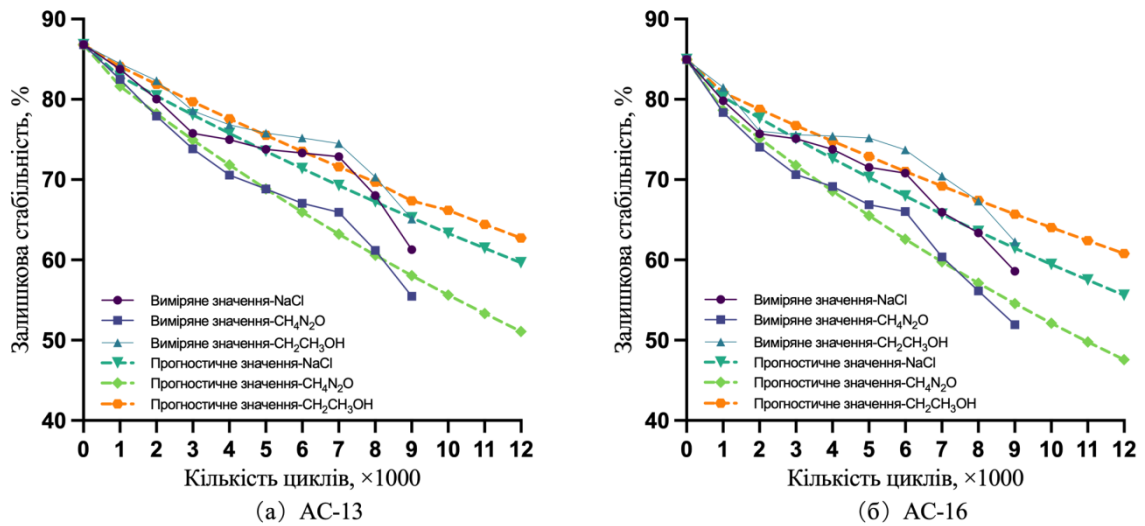 90
80
70
60
50
40
Залишкова стабільність, %
Виміряне значення-NaCl
Виміряне значення-CH₄N₂O
Виміряне значення-CH₂CH₃OH
Прогностичне значення-NaCl
Прогностичне значення-CH₄N₂O
Прогностичне значення-CH₂CH₃OH
0 1 2 3 4 5 6 7 8 9 10 11 12
Кількість циклів, ×1000
(а) АС-13
90
80
70
60
50
40
Залишкова стабільність, %
Виміряне значення-NaCl
Виміряне значення-CH₄N₂O
Виміряне значення-CH₂CH₃OH
Прогностичне значення-NaCl
Прогностичне значення-CH₄N₂O
Прогностичне значення-CH₂CH₃OH
0 1 2 3 4 5 6 7 8 9 10 11 12
Кількість циклів, ×1000
(б) АС-16